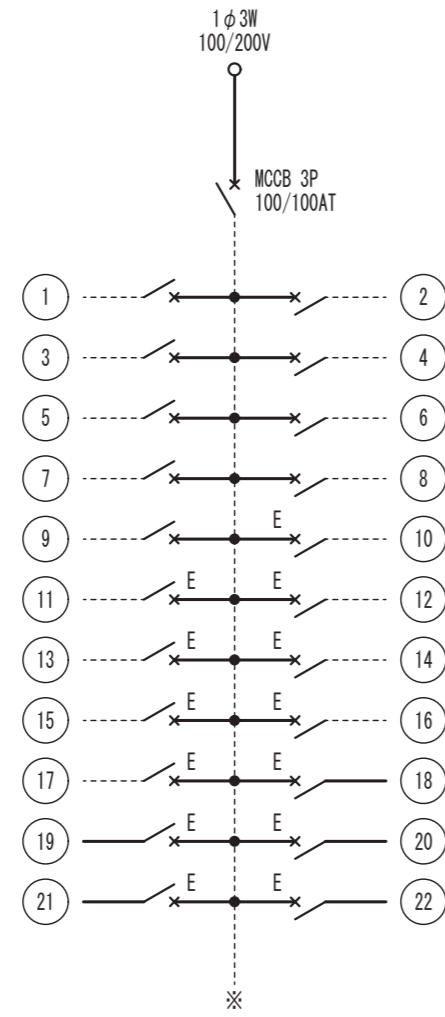 1φ3W
100/200V
MCCB 3P
100/100AT
1 2
3 4
5 6
7 8
9 E 10
11 E E 12
13 E E 14
15 E E 16
17 E E 18
19 E E 20
21 E E 22
※